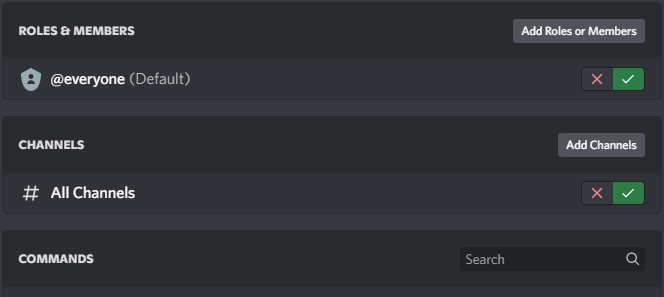 ROLES & MEMBERS
Add Roles or Members
@everyone (Default)
CHANNELS
Add Channels
All Channels
COMMANDS
Search